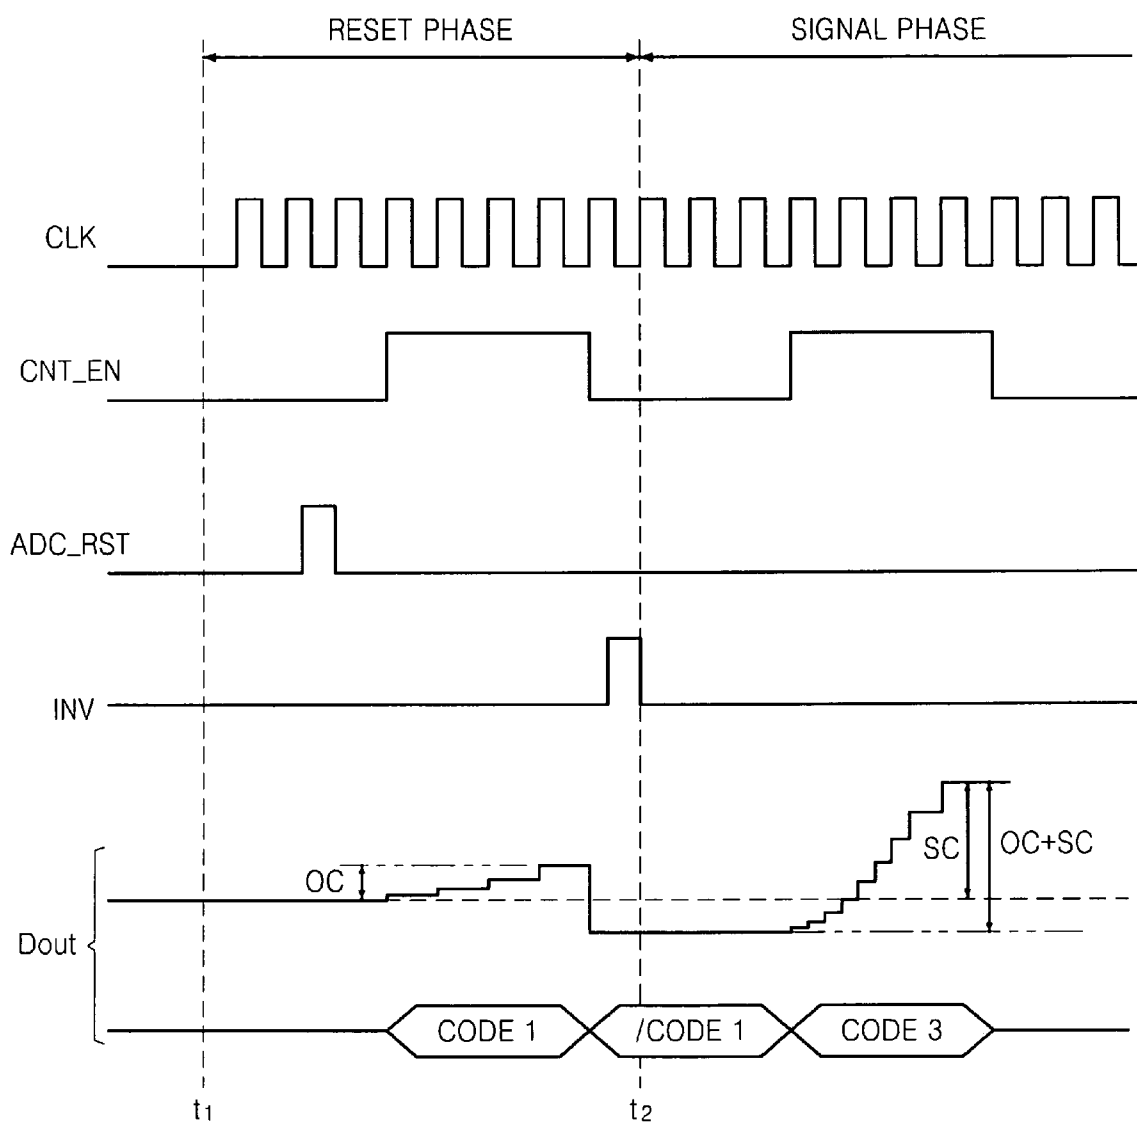 RESET PHASE
SIGNAL PHASE
CLK
CNT_EN
ADC_RST
INV
OC
SC
OC+SC
Dout
CODE 1
/CODE 1
CODE 3
t1
t2